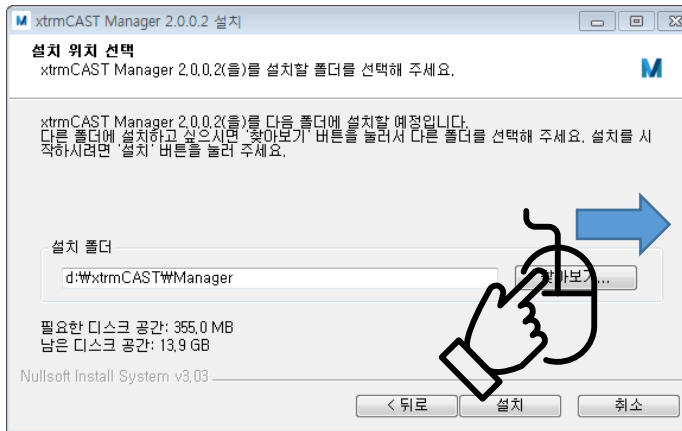 xtrmCAST Manager 2.0.0.2 설치
설치 위치 선택
xtrmCAST Manager 2.0.0.2(을)를 설치할 폴더를 선택해 주세요.
xtrmCAST Manager 2.0.0.2(을)를 다음 폴더에 설치할 예정입니다.
다른 폴더에 설치하고 싶으시면 '찾아보기' 버튼을 눌러서 다른 폴더를 선택해 주세요. 설치를 시
작하시려면 '설치' 버튼을 눌러 주세요.
설치 폴더
d:₩xtrmCAST₩Manager
찾아보기...
필요한 디스크 공간: 355.0 MB
남은 디스크 공간: 13.9 GB
Nullsoft Install System v3.03
< 뒤로
설치
취소